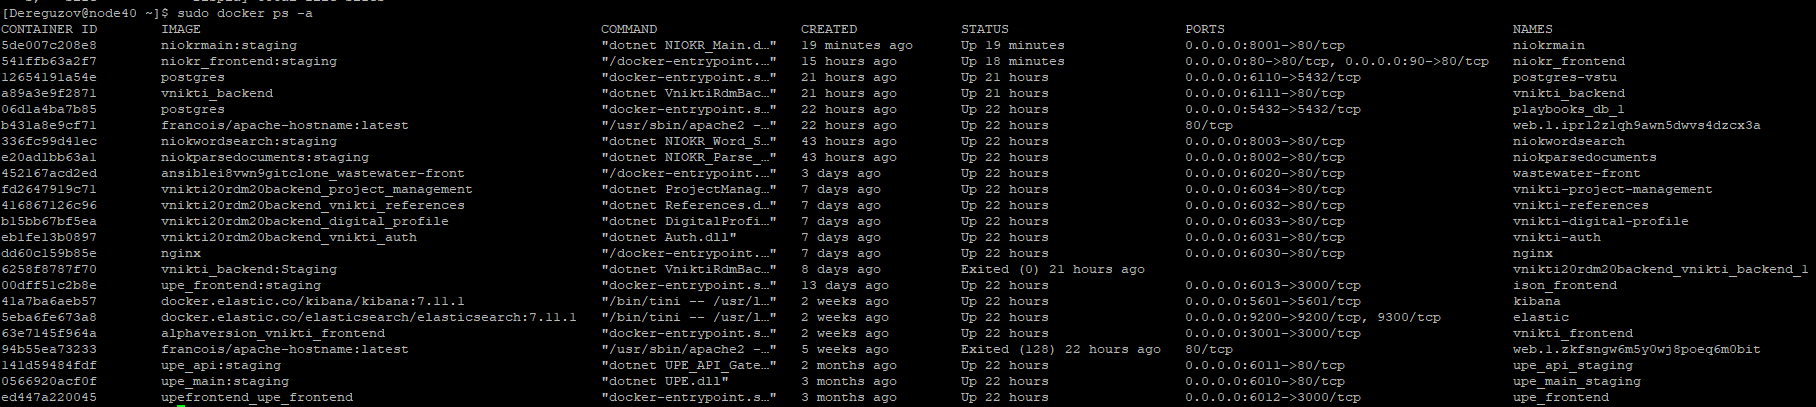 [Dereguzov@node40 ~]$ sudo docker ps -a
CONTAINER ID IMAGE COMMAND CREATED STATUS PORTS NAMES
5de007c208e8 niokrmain:staging "dotnet NIOKR_Main.d…" 19 minutes ago Up 19 minutes 0.0.0.0:8001->80/tcp niokrmain
541ffb63a2f7 niokr_frontend:staging "/docker-entrypoint.…" 15 hours ago Up 18 minutes 0.0.0.0:80->80/tcp, 0.0.0.0:90->80/tcp niokr_frontend
12654191a54e postgres "docker-entrypoint.s…" 21 hours ago Up 21 hours 0.0.0.0:6110->5432/tcp postgres-vstu
a89a3e9f2871 vnikti_backend "dotnet VniktiRdmBac…" 21 hours ago Up 21 hours 0.0.0.0:6111->80/tcp vnikti_backend
06d1a4ba7b85 postgres "docker-entrypoint.s…" 22 hours ago Up 22 hours 0.0.0.0:5432->5432/tcp playbooks_db_1
b431a8e9cf71 francois/apache-hostname:latest "/usr/sbin/apache2 -…" 22 hours ago Up 22 hours 80/tcp web.1.ipr12zlqh9awn5dwvs4dzcx3a
336fc99d41ec niokwordsearch:staging "dotnet NIOKR_Word_S…" 43 hours ago Up 22 hours 0.0.0.0:8003->80/tcp niokwordsearch
e20ad1bb63a1 niokparsedocuments:staging "dotnet NIOKR_Parse_…" 43 hours ago Up 22 hours 0.0.0.0:8002->80/tcp niokparsedocuments
452167acd2ed ansiblei8vwn9gitclone_wastewater-front "/docker-entrypoint.…" 3 days ago Up 22 hours 0.0.0.0:6020->80/tcp wastewater-front
fd2647919c71 vnikti20rdm20backend_project_management "dotnet ProjectManag…" 7 days ago Up 22 hours 0.0.0.0:6034->80/tcp vnikti-project-management
416867126c96 vnikti20rdm20backend_vnikti_references "dotnet References.d…" 7 days ago Up 22 hours 0.0.0.0:6032->80/tcp vnikti-references
b15bb67bf5ea vnikti20rdm20backend_digital_profile "dotnet DigitalProfi…" 7 days ago Up 22 hours 0.0.0.0:6033->80/tcp vnikti-digital-profile
eb1fe13b0897 vnikti20rdm20backend_vnikti_auth "dotnet Auth.dll" 7 days ago Up 22 hours 0.0.0.0:6031->80/tcp vnikti-auth
dd60c159b85e nginx "/docker-entrypoint.…" 7 days ago Up 22 hours 0.0.0.0:6030->80/tcp nginx
6258f8787f70 vnikti_backend:Staging "dotnet VniktiRdmBac…" 8 days ago Exited (0) 21 hours ago vnikti20rdm20backend_vnikti_backend_1
00dff51c2b8e upe_frontend:staging "docker-entrypoint.s…" 13 days ago Up 22 hours 0.0.0.0:6013->3000/tcp ison_frontend
41a7ba6aeb57 docker.elastic.co/kibana/kibana:7.11.1 "/bin/tini -- /usr/l…" 2 weeks ago Up 22 hours 0.0.0.0:5601->5601/tcp kibana
5eba6fe673a8 docker.elastic.co/elasticsearch/elasticsearch:7.11.1 "/bin/tini -- /usr/l…" 2 weeks ago Up 22 hours 0.0.0.0:9200->9200/tcp, 9300/tcp elastic
63e7145f964a alphaversion_vnikti_frontend "docker-entrypoint.s…" 2 weeks ago Up 22 hours 0.0.0.0:3001->3000/tcp vnikti_frontend
94b55ea73233 francois/apache-hostname:latest "/usr/sbin/apache2 -…" 5 weeks ago Exited (128) 22 hours ago 80/tcp web.1.zkfsngw6m5y0wj8poeq6m0bit
141d59484fdf upe_api:staging "dotnet UPE_API_Gate…" 2 months ago Up 22 hours 0.0.0.0:6011->80/tcp upe_api_staging
0566920acf0f upe_main:staging "dotnet UPE.dll" 3 months ago Up 22 hours 0.0.0.0:6010->80/tcp upe_main_staging
ed447a220045 upefrontend_upe_frontend "docker-entrypoint.s…" 3 months ago Up 22 hours 0.0.0.0:6012->3000/tcp upe_frontend